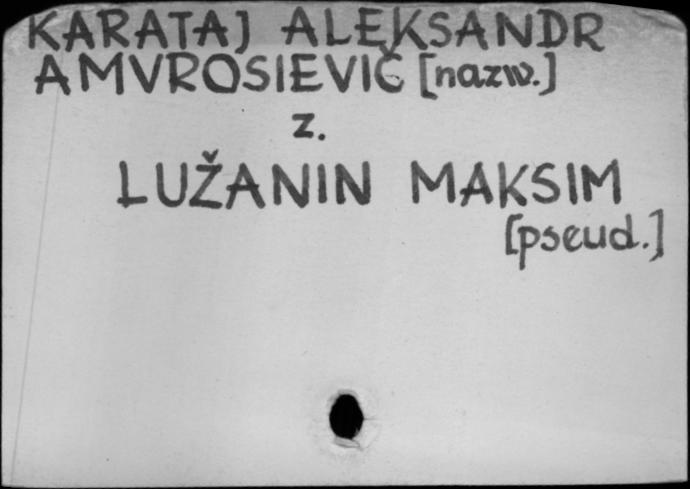 KARATAJ ALEKSANDR
AMVROSIEVIČ [nazw.]
z.
LUŽANIN MAKSIM
[pseud.]